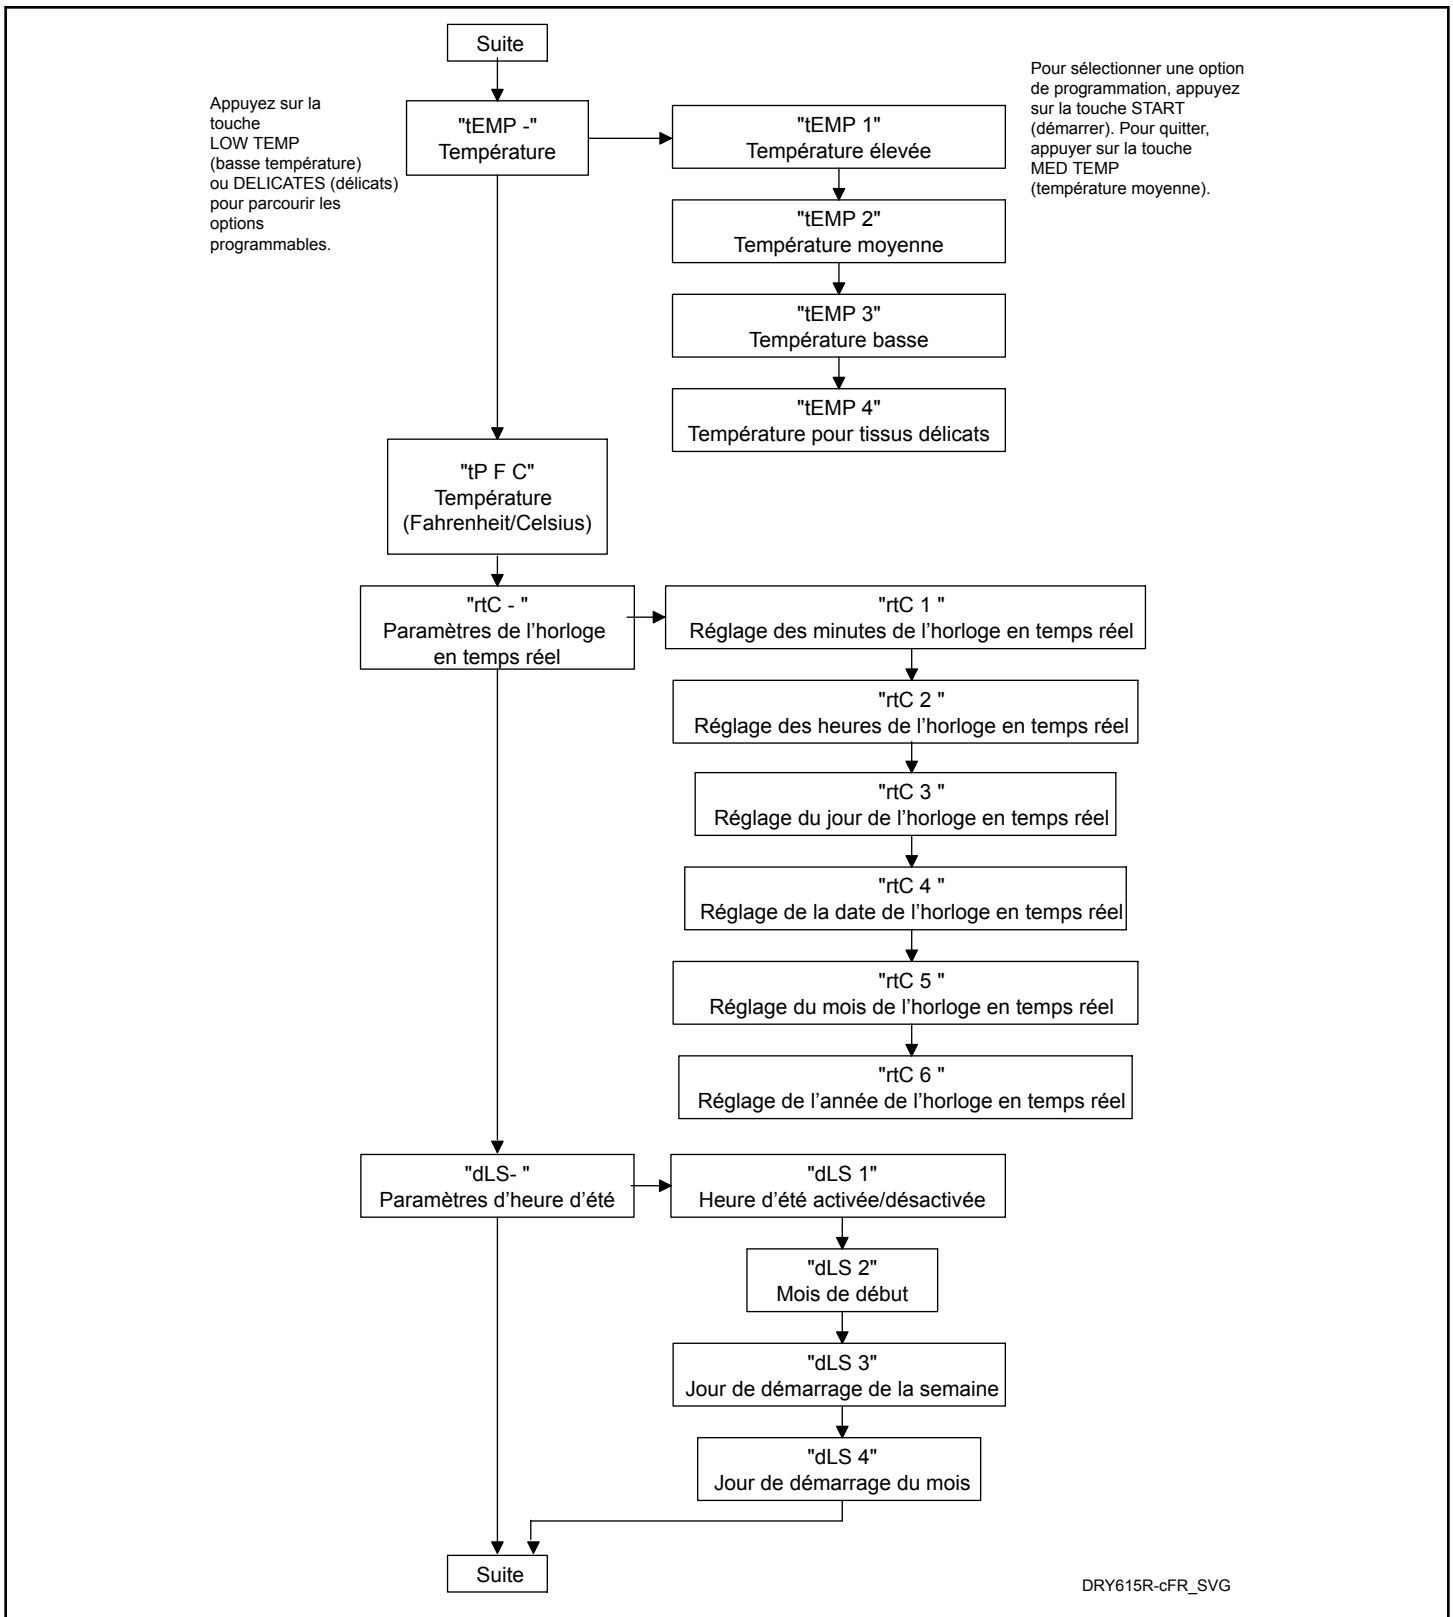 Suite
Appuyez sur la
touche
LOW TEMP
(basse température)
ou DELICATES (délicats)
pour parcourir les
options
programmables.
Pour sélectionner une option
de programmation, appuyez
sur la touche START
(démarrer). Pour quitter,
appuyer sur la touche
MED TEMP
(température moyenne).
"tEMP -"
Température
"tEMP 1"
Température élevée
"tEMP 2"
Température moyenne
"tEMP 3"
Température basse
"tEMP 4"
Température pour tissus délicats
"tP F C"
Température
(Fahrenheit/Celsius)
"rtC - "
Paramètres de l’horloge
en temps réel
"rtC 1 "
Réglage des minutes de l’horloge en temps réel
"rtC 2 "
Réglage des heures de l’horloge en temps réel
"rtC 3 "
Réglage du jour de l’horloge en temps réel
"rtC 4 "
Réglage de la date de l’horloge en temps réel
"rtC 5 "
Réglage du mois de l’horloge en temps réel
"rtC 6 "
Réglage de l’année de l’horloge en temps réel
"dLS- "
Paramètres d’heure d’été
"dLS 1"
Heure d’été activée/désactivée
"dLS 2"
Mois de début
"dLS 3"
Jour de démarrage de la semaine
"dLS 4"
Jour de démarrage du mois
Suite
DRY615R-cFR_SVG